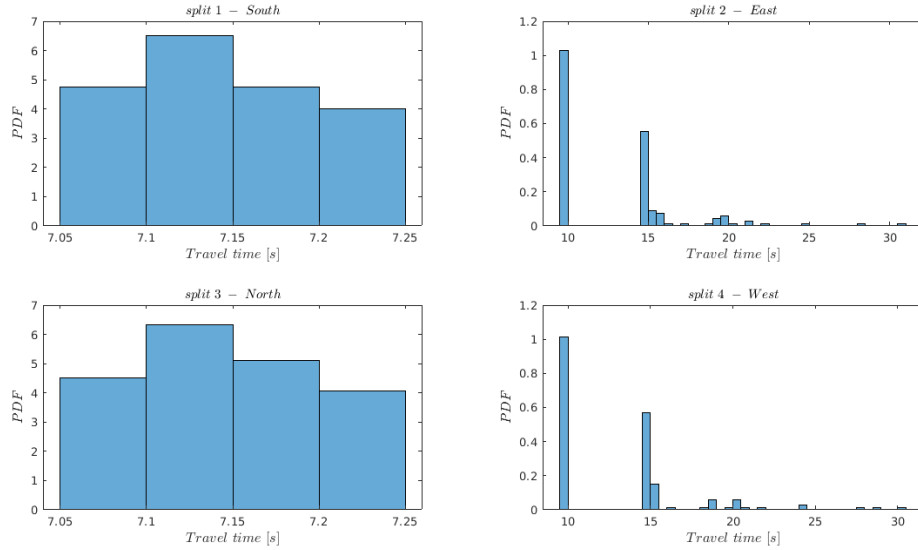 split 1 − South
7
6
5
4
3
2
1
0
PDF
7.05 7.1 7.15 7.2 7.25
Travel time [s]
split 2 − East
1.2
1
0.8
0.6
0.4
0.2
0
PDF
10 15 20 25 30
Travel time [s]
split 3 − North
7
6
5
4
3
2
1
0
PDF
7.05 7.1 7.15 7.2 7.25
Travel time [s]
split 4 − West
1.2
1
0.8
0.6
0.4
0.2
0
PDF
10 15 20 25 30
Travel time [s]